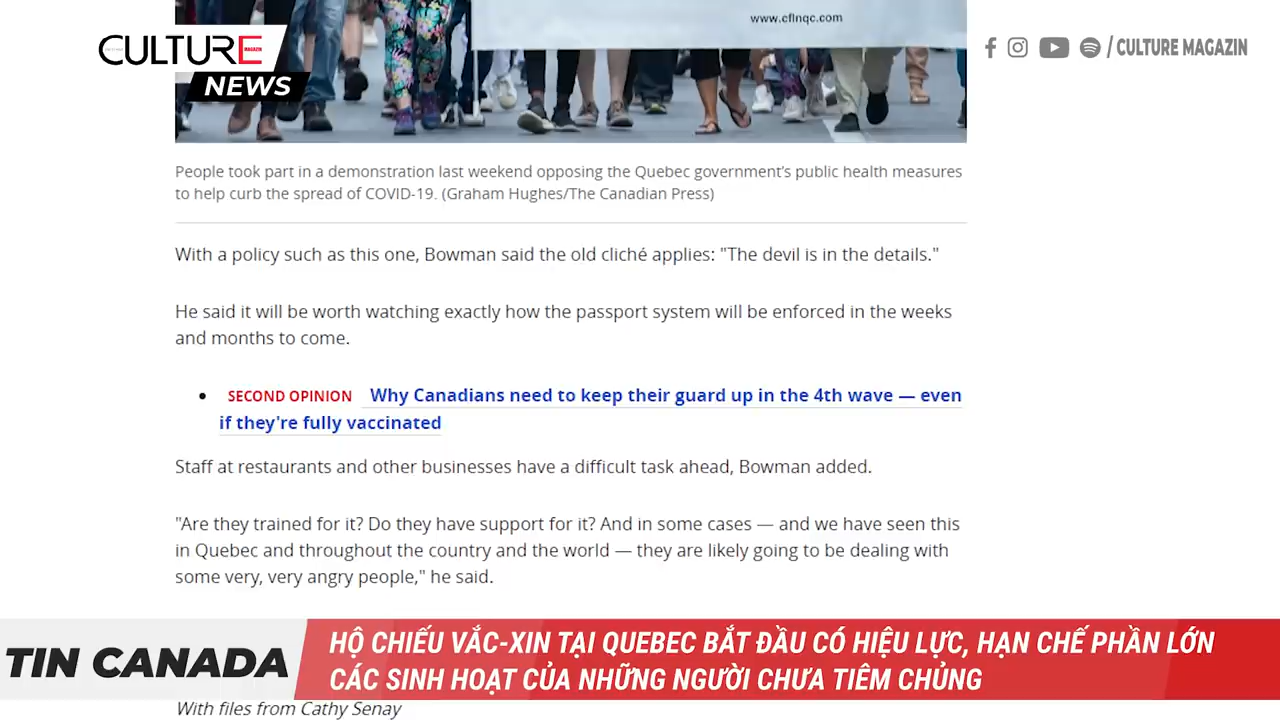 www.cflnqc.com
CULTURE
MAGAZIN
NEWS
/ CULTURE MAGAZIN
People took part in a demonstration last weekend opposing the Quebec government's public health measures
to help curb the spread of COVID-19. (Graham Hughes/The Canadian Press)
With a policy such as this one, Bowman said the old cliché applies: "The devil is in the details."
He said it will be worth watching exactly how the passport system will be enforced in the weeks
and months to come.
• SECOND OPINION Why Canadians need to keep their guard up in the 4th wave — even
if they're fully vaccinated
Staff at restaurants and other businesses have a difficult task ahead, Bowman added.
"Are they trained for it? Do they have support for it? And in some cases — and we have seen this
in Quebec and throughout the country and the world — they are likely going to be dealing with
some very, very angry people," he said.
TIN CANADA
HỘ CHIẾU VẮC-XIN TẠI QUEBEC BẮT ĐẦU CÓ HIỆU LỰC, HẠN CHẾ PHẦN LỚN
CÁC SINH HOẠT CỦA NHỮNG NGƯỜI CHƯA TIÊM CHỦNG
With files from Cathy Senay